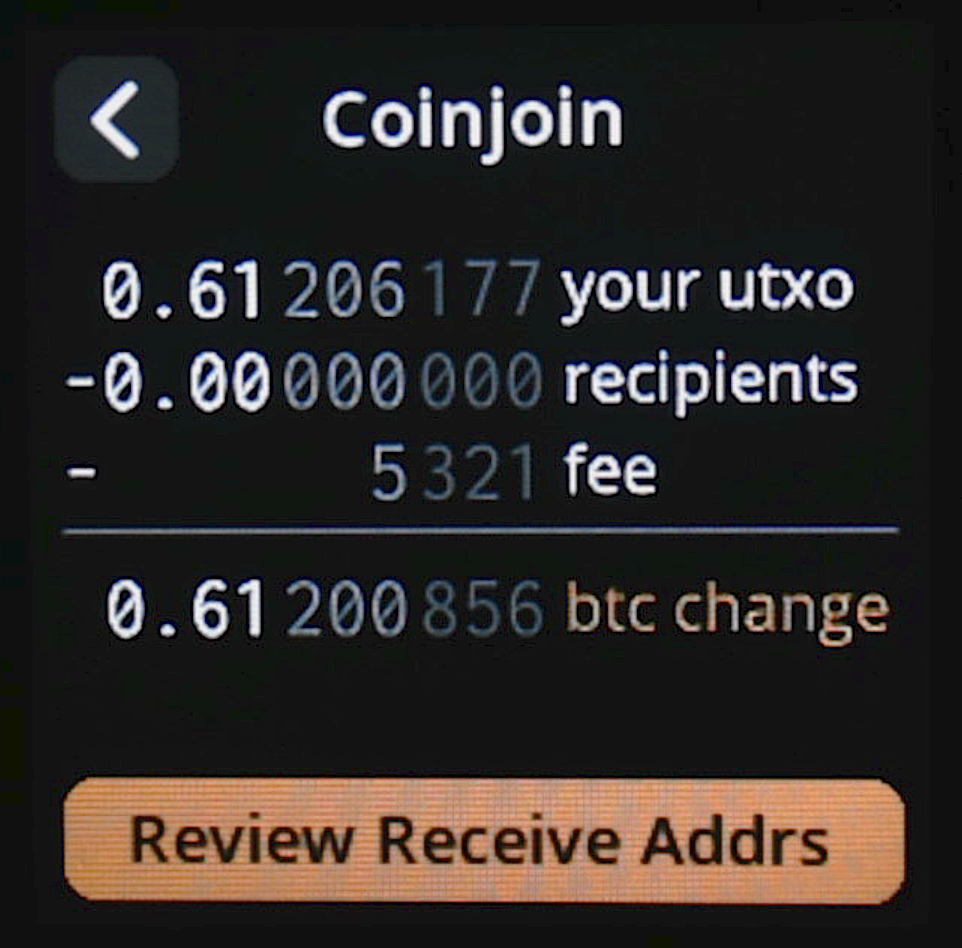 Coinjoin
0.61206177 your utxo
-0.00000000 recipients
- 5321 fee
0.61200856 btc change
Review Receive Addrs